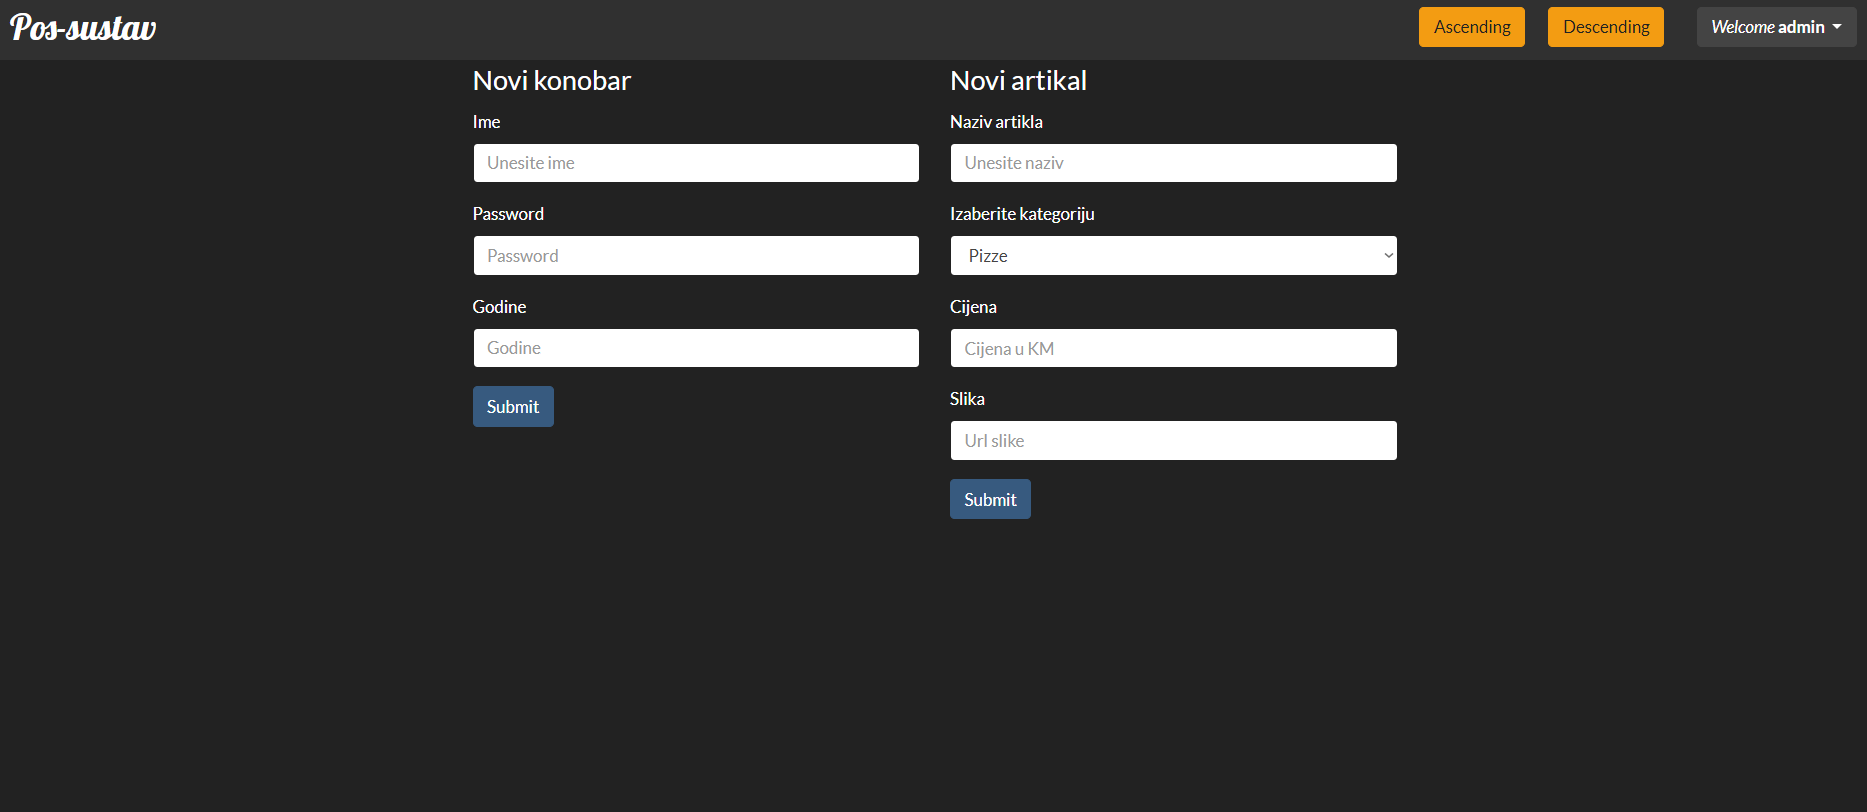 Pos-sustav
Ascending
Descending
Welcome admin
Novi konobar
Ime
Unesite ime
Password
Password
Godine
Godine
Submit
Novi artikal
Naziv artikla
Unesite naziv
Izaberite kategoriju
Pizze
Cijena
Cijena u KM
Slika
Url slike
Submit